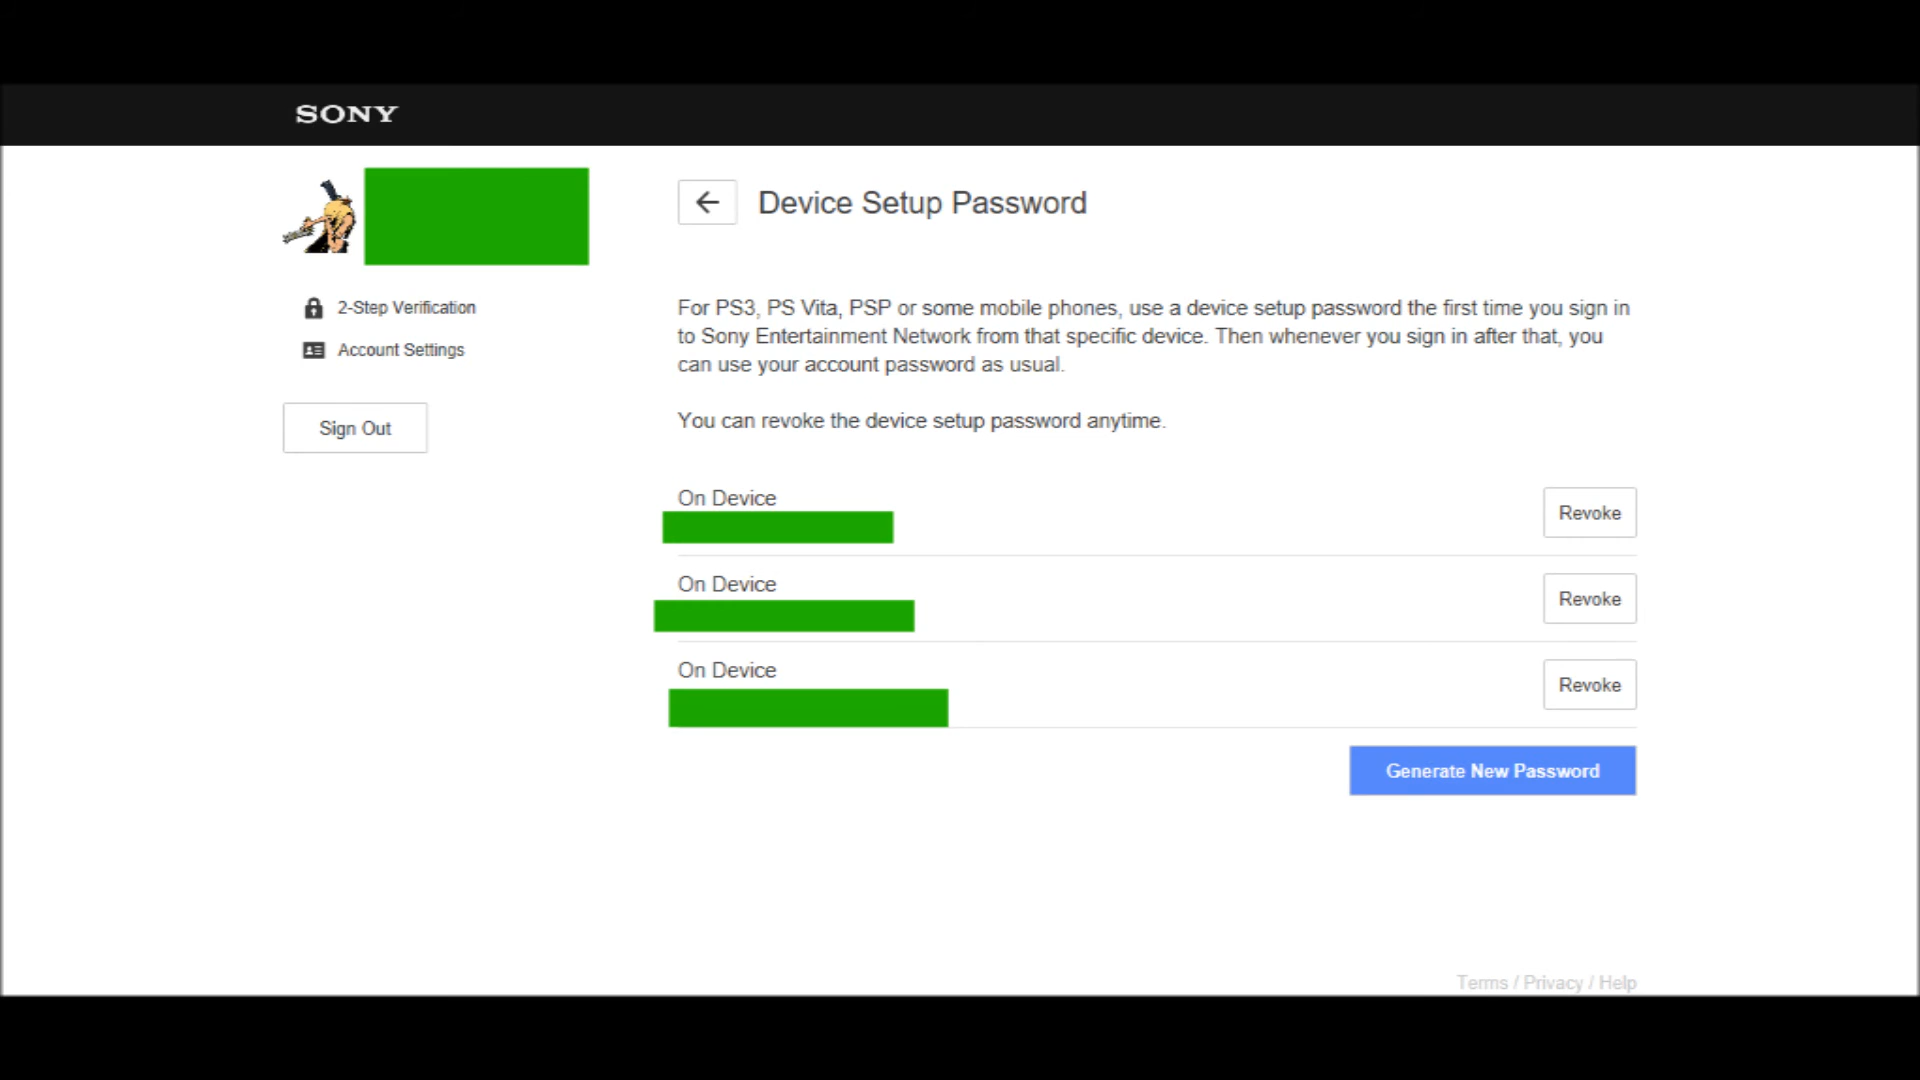 SONY
2-Step Verification
Account Settings
Sign Out
Device Setup Password
For PS3, PS Vita, PSP or some mobile phones, use a device setup password the first time you sign in
to Sony Entertainment Network from that specific device. Then whenever you sign in after that, you
can use your account password as usual.
You can revoke the device setup password anytime.
On Device
Revoke
On Device
Revoke
On Device
Revoke
Generate New Password
Terms / Privacy / Help